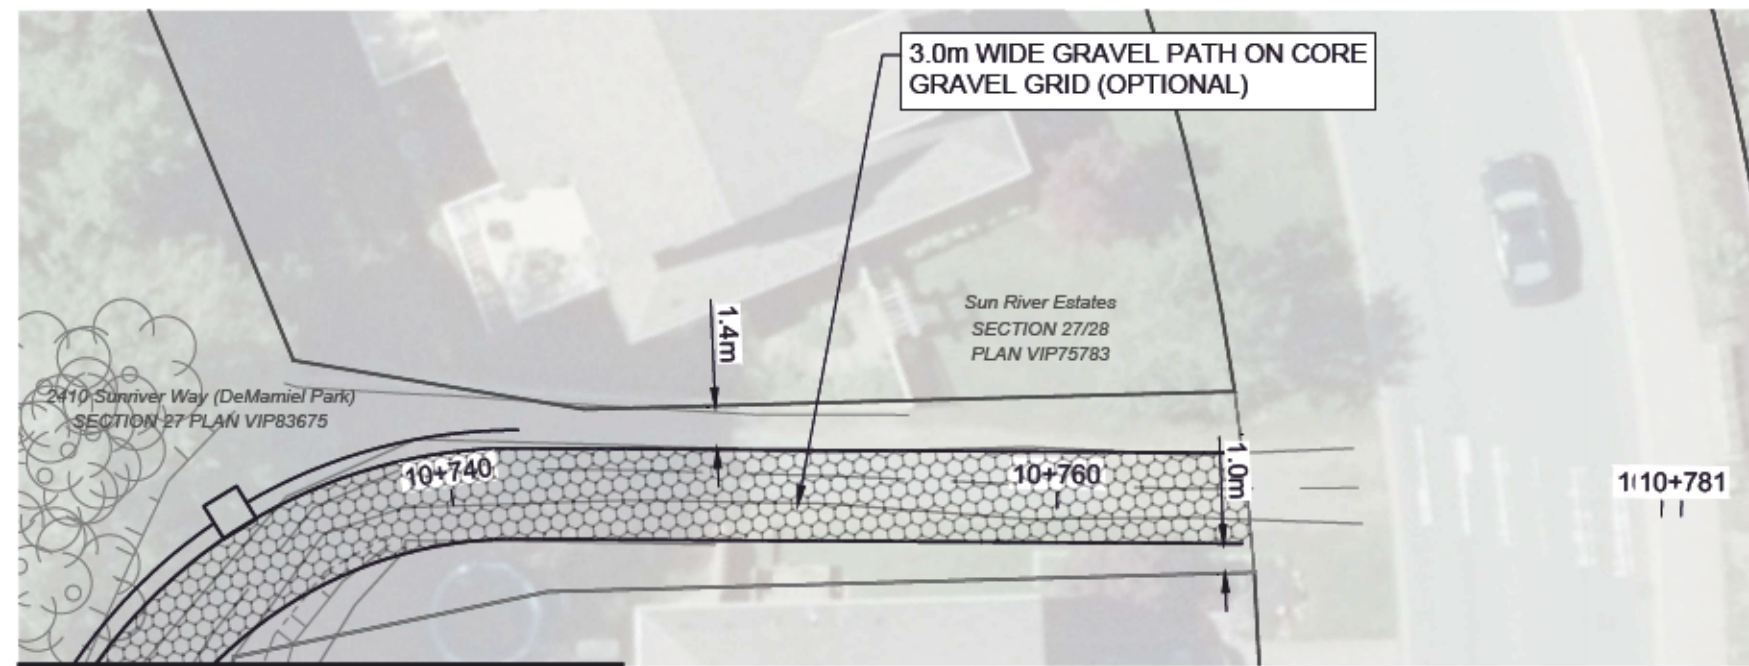 3.0m WIDE GRAVEL PATH ON CORE
GRAVEL GRID (OPTIONAL)
1.4m
Sun River Estates
SECTION 27/28
PLAN VIP75783
2410 Sunriver Way (DeMamiel Park)
SECTION 27 PLAN VIP83675
10+740
10+760
1.0m
10+781